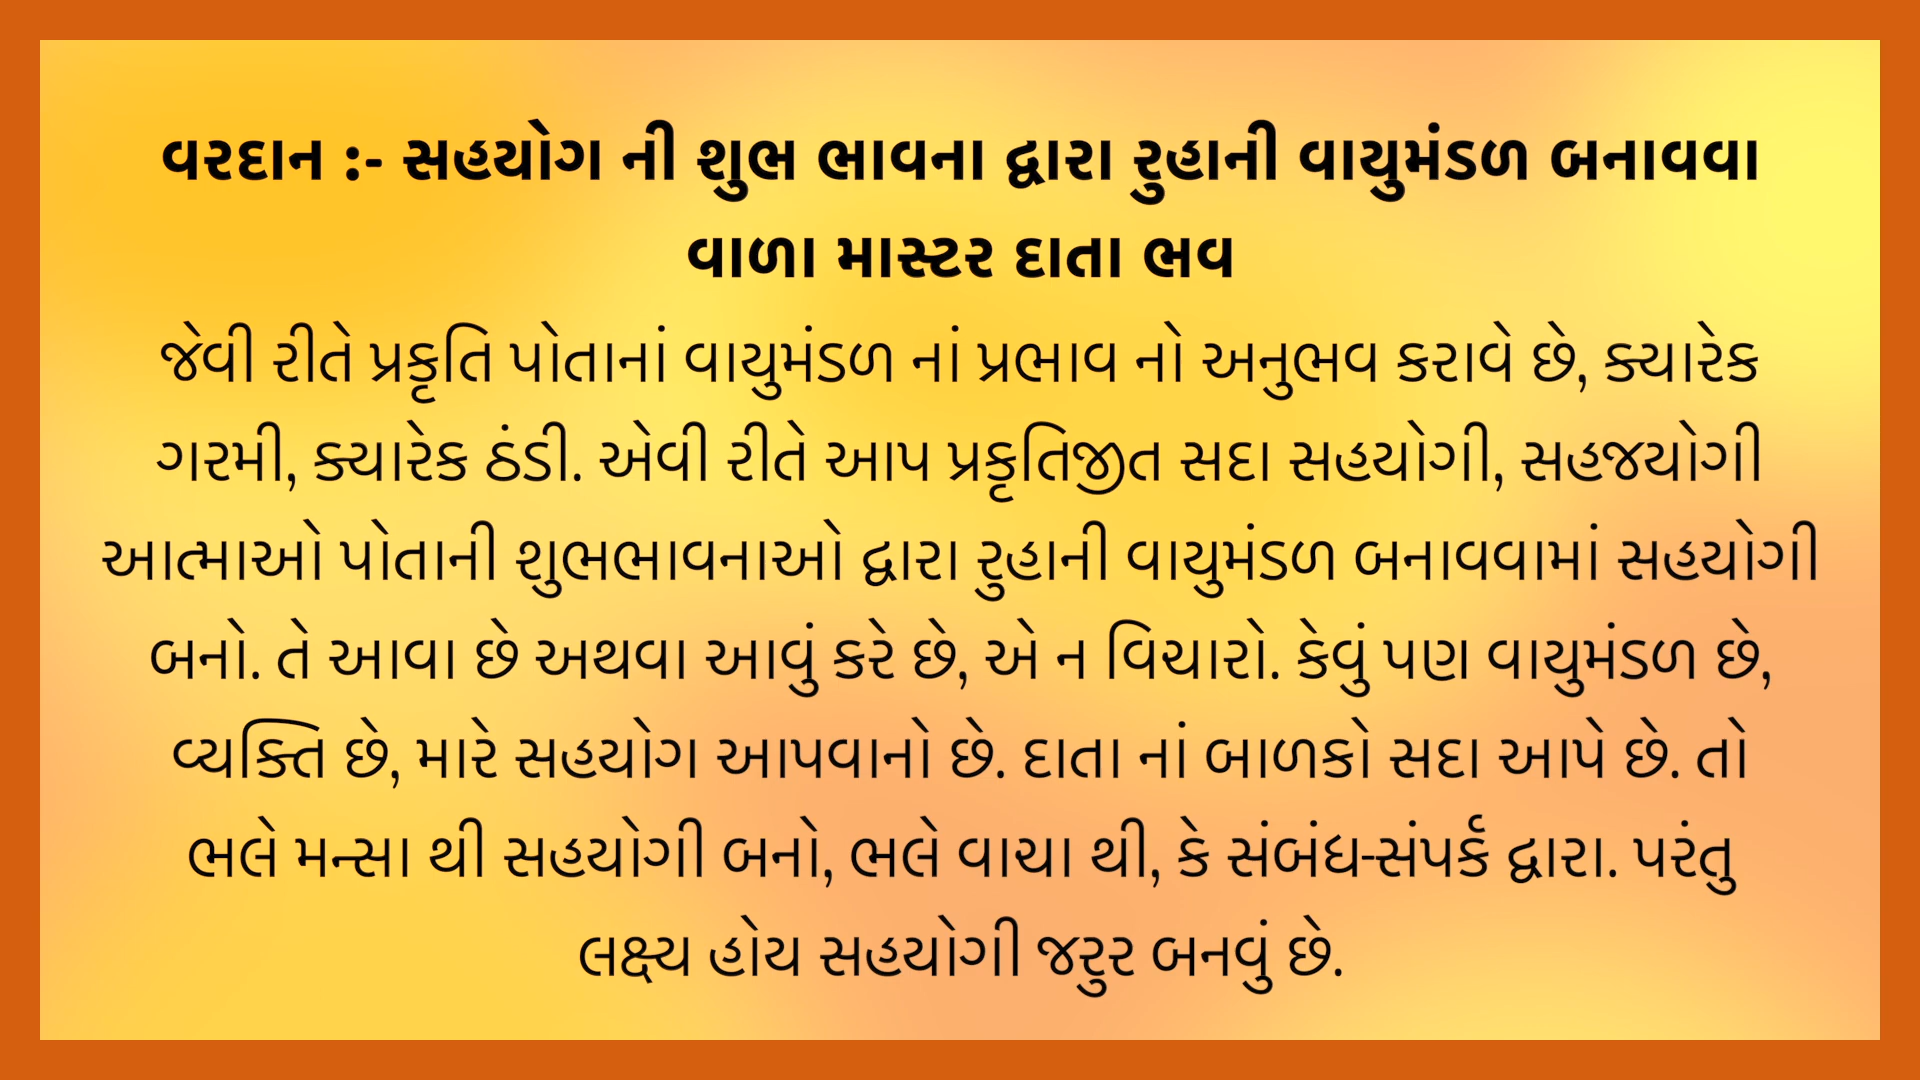 વરદાન :- સહયોગ ની શુભ ભાવના દ્વારા રુહાની વાયુમંડળ બનાવવા
વાળા માસ્ટર દાતા ભવ
જેવી રીતે પ્રકૃતિ પોતાનાં વાયુમંડળ નાં પ્રભાવ નો અનુભવ કરાવે છે, ક્યારેક
ગરમી, ક્યારેક ઠંડી. એવી રીતે આપ પ્રકૃતિજીત સદા સહયોગી, સહજયોગી
આત્માઓ પોતાની શુભભાવનાઓ દ્વારા રુહાની વાયુમંડળ બનાવવામાં સહયોગી
બનો. તે આવા છે અથવા આવું કરે છે, એ ન વિચારો. કેવું પણ વાયુમંડળ છે,
વ્યક્તિ છે, મારે સહયોગ આપવાનો છે. દાતા નાં બાળકો સદા આપે છે. તો
ભલે મન્સા થી સહયોગી બનો, ભલે વાચા થી, કે સંબંધ-સંપર્ક દ્વારા. પરંતુ
લક્ષ્ય હોય સહયોગી જરુર બનવું છે.